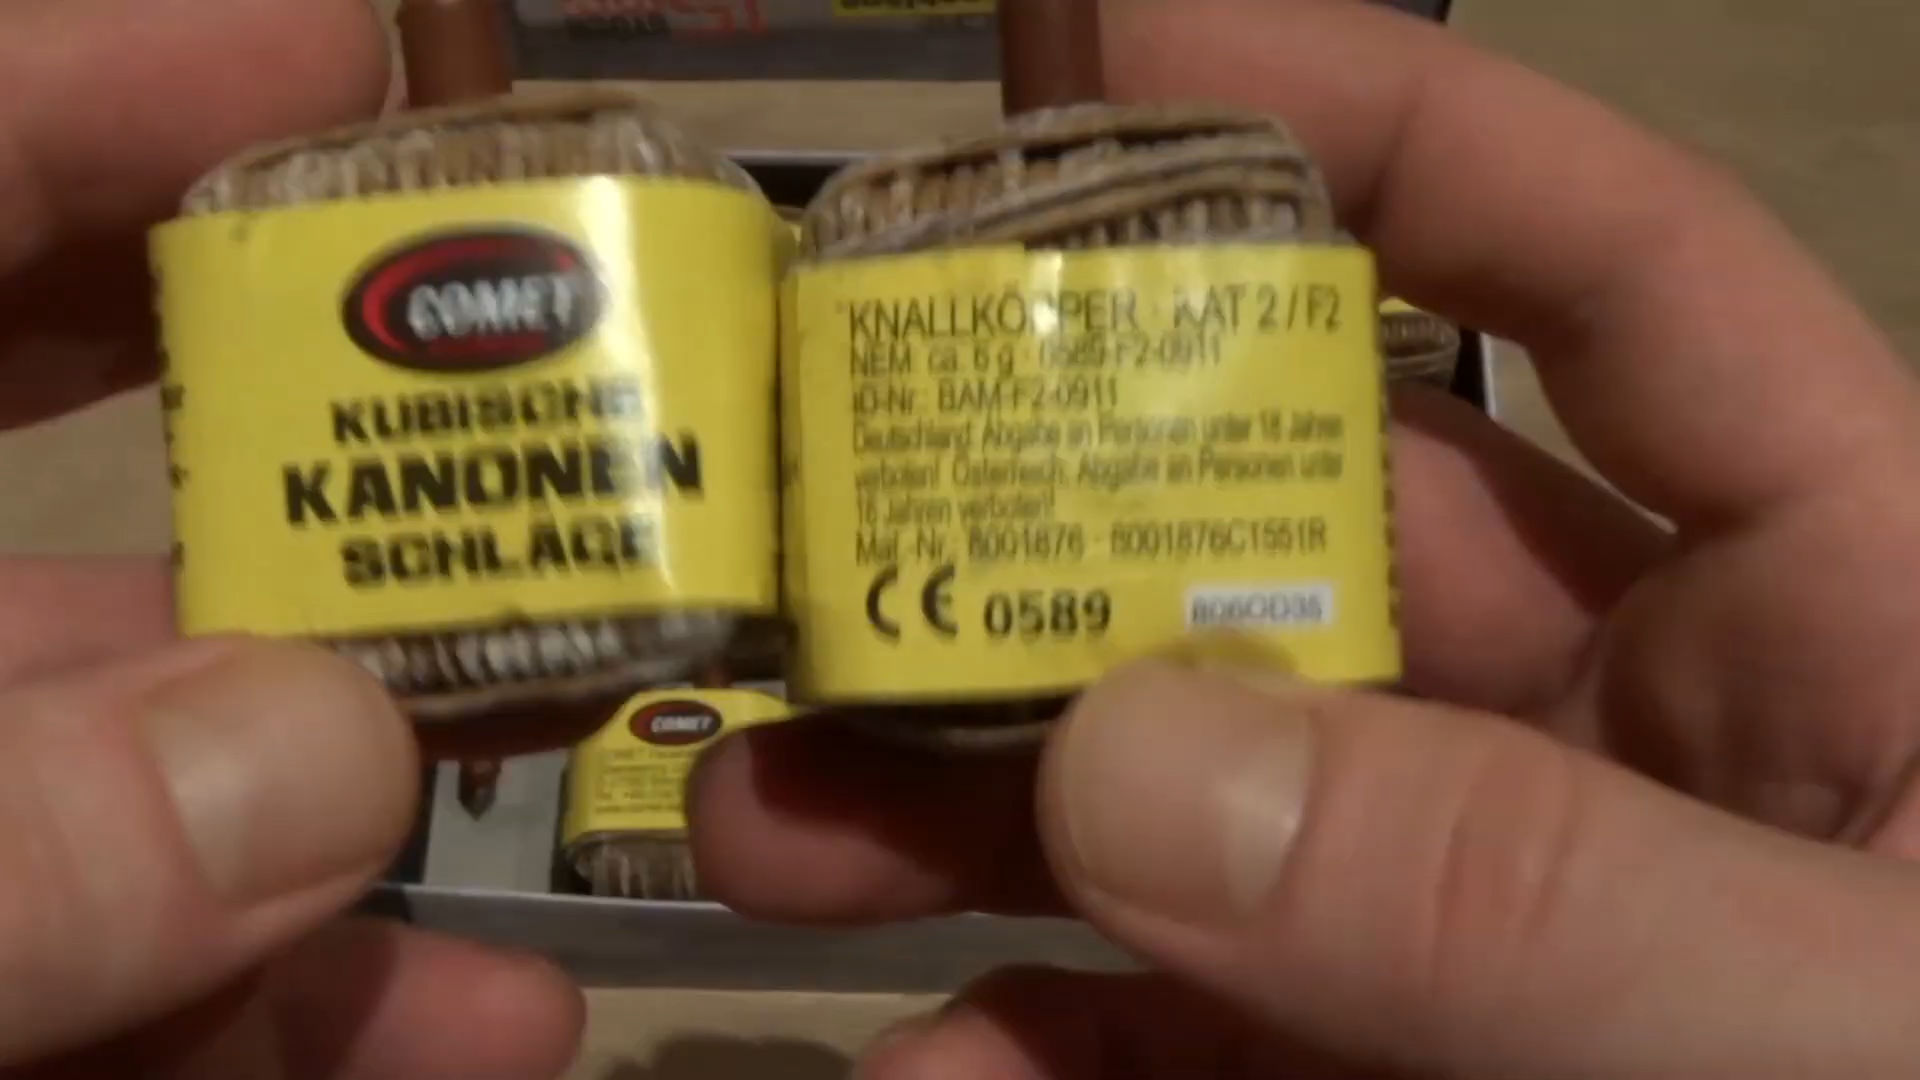 COMET
KUBISCHE
KANONEN
SCHLÄGE
KNALLKÖRPER · KAT 2 / F2
NEM: ca. 6 g · 0589-F2-0911
ID-Nr.: BAM-F2-0911
Deutschland: Abgabe an Personen unter 18 Jahren
verboten! Österreich: Abgabe an Personen unter
16 Jahren verboten!
Mat.-Nr.: 8001876 · 8001876C1551R
CE 0589
COMET